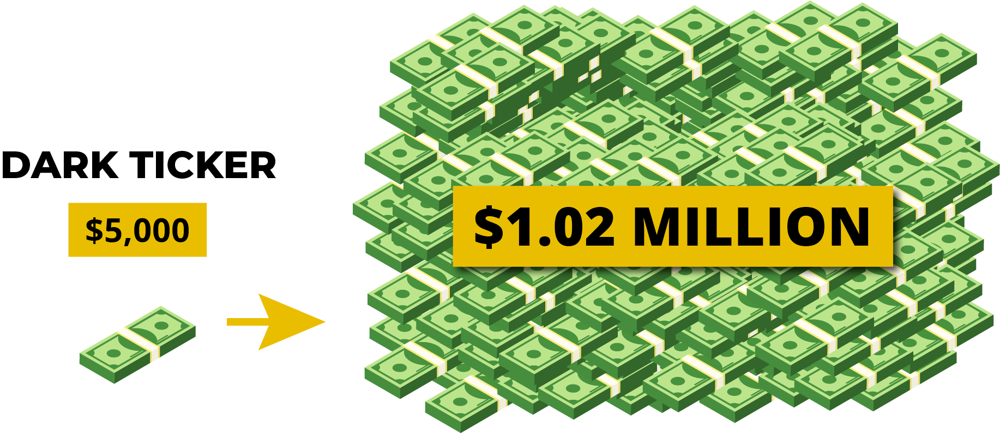 DARK TICKER
$5,000
$1.02 MILLION